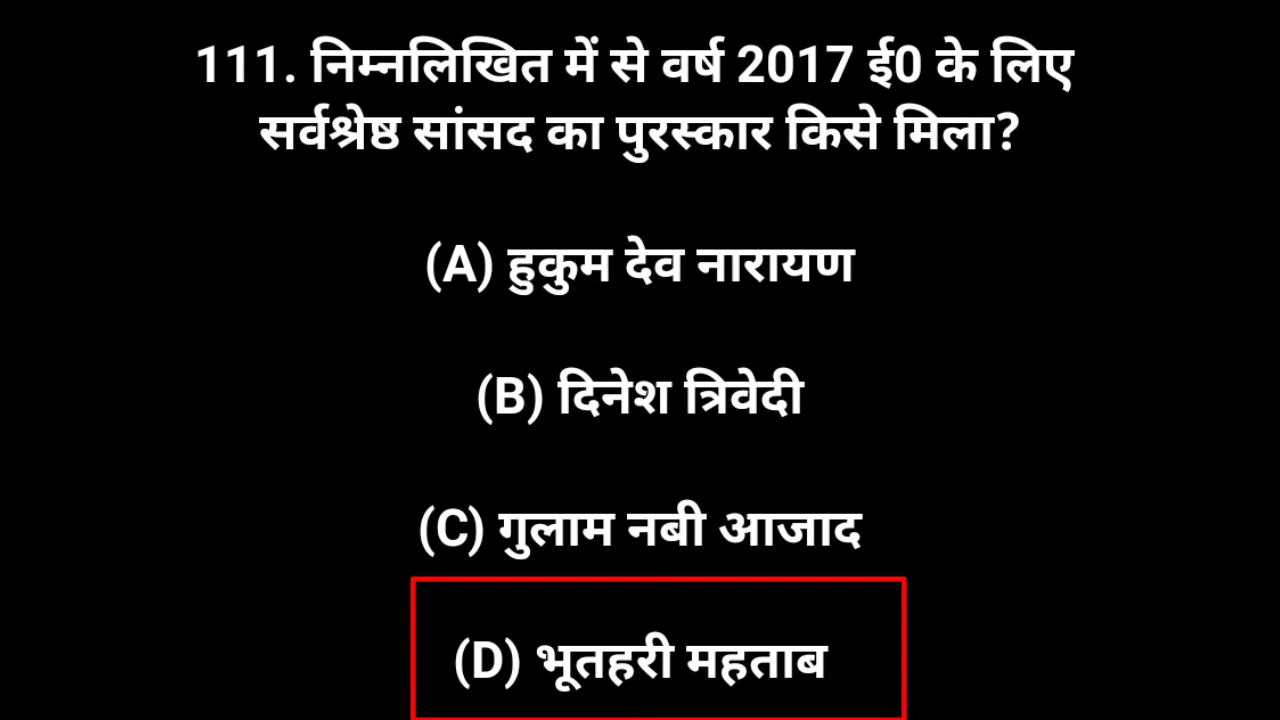 111. निम्नलिखित में से वर्ष 2017 ई0 के लिए
सर्वश्रेष्ठ सांसद का पुरस्कार किसे मिला?
(A) हुकुम देव नारायण
(B) दिनेश त्रिवेदी
(C) गुलाम नबी आजाद
(D) भूतहरी महताब